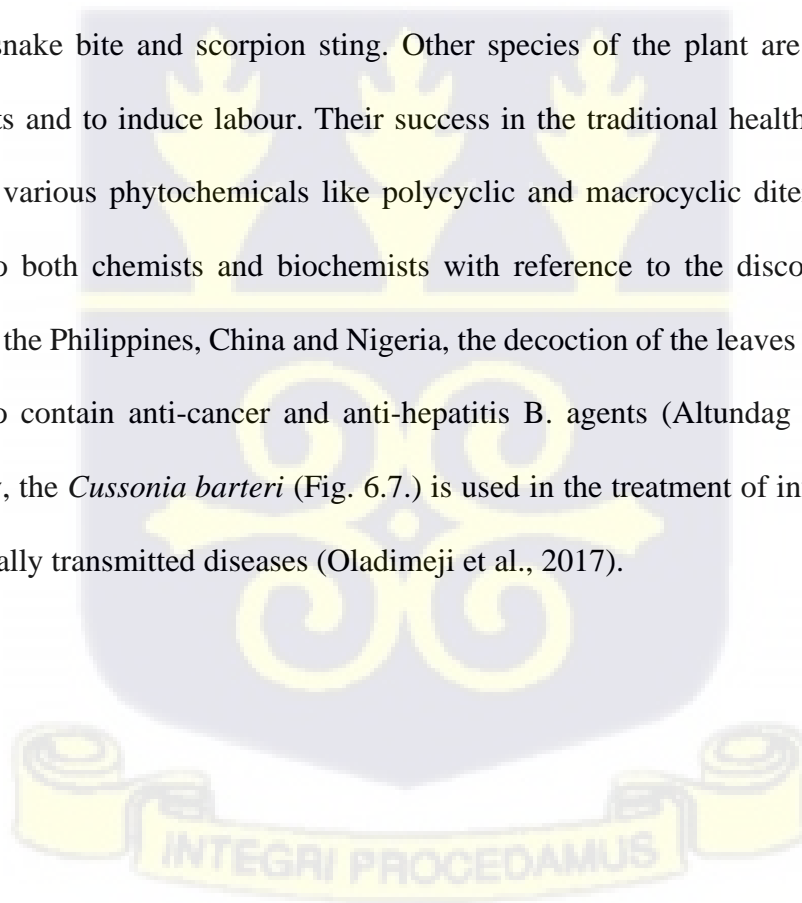 snake bite and scorpion sting. Other species of the plant are
ts and to induce labour. Their success in the traditional health
various phytochemicals like polycyclic and macrocyclic dite
o both chemists and biochemists with reference to the disco
the Philippines, China and Nigeria, the decoction of the leaves
o contain anti-cancer and anti-hepatitis B. agents (Altundag
, the Cussonia barteri (Fig. 6.7.) is used in the treatment of in
ally transmitted diseases (Oladimeji et al., 2017).
INTEGRI PROCEDAMUS